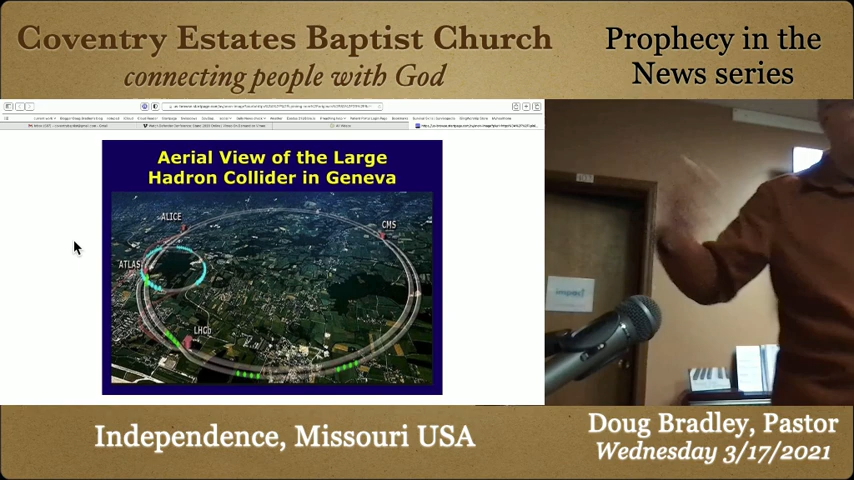 Coventry Estates Baptist Church
connecting people with God
Prophecy in the
News series
Aerial View of the Large
Hadron Collider in Geneva
ALICE
CMS
ATLAS
LHCb
impact
Independence, Missouri USA
Doug Bradley, Pastor
Wednesday 3/17/2021